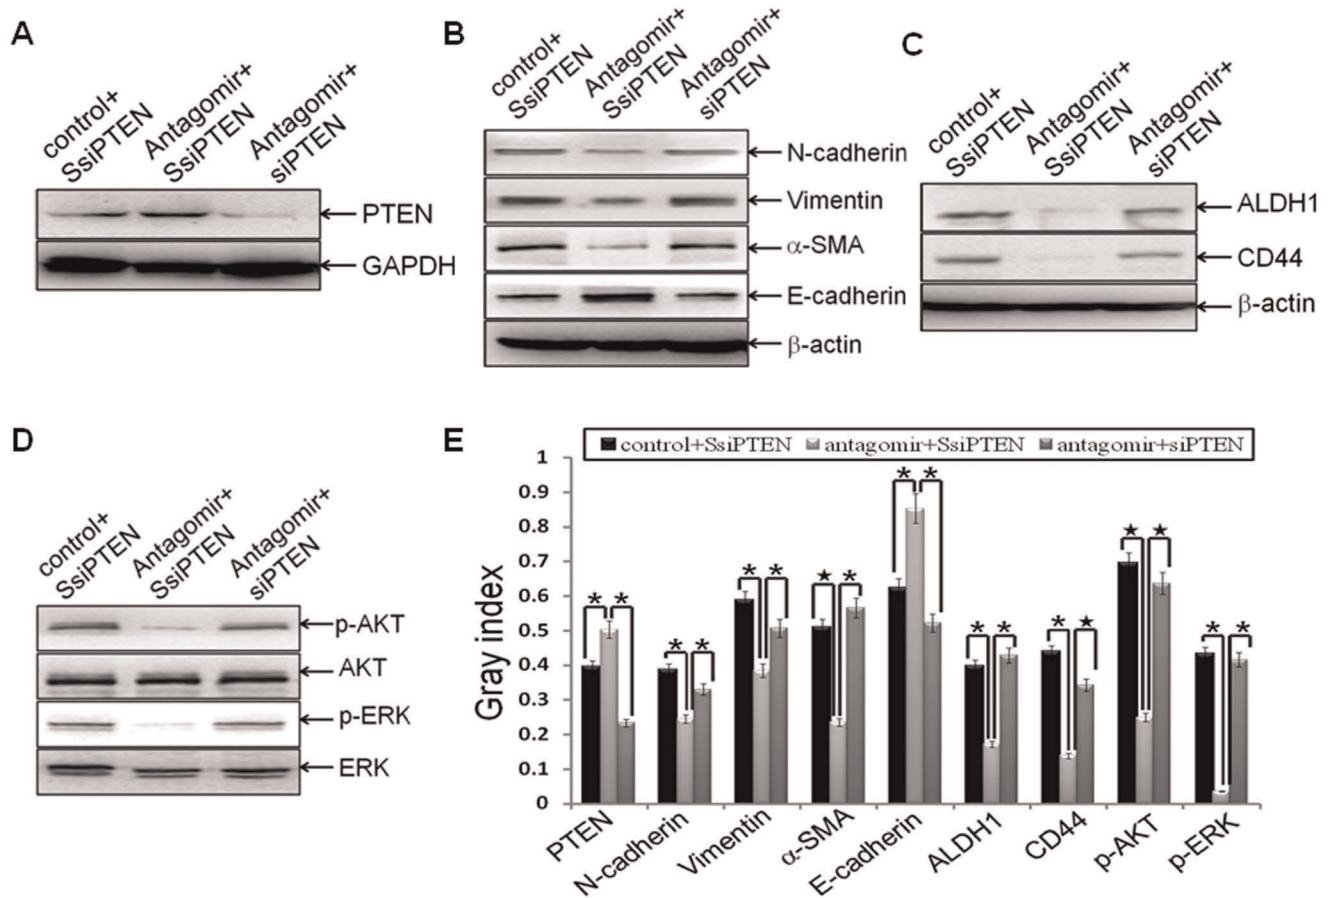 A
control+
SsiPTEN
Antagomir+
SsiPTEN
Antagomir+
siPTEN
PTEN
GAPDH
B
control+
SsiPTEN
Antagomir+
SsiPTEN
Antagomir+
siPTEN
N-cadherin
Vimentin
α-SMA
E-cadherin
β-actin
C
control+
SsiPTEN
Antagomir+
SsiPTEN
Antagomir+
siPTEN
ALDH1
CD44
β-actin
D
control+
SsiPTEN
Antagomir+
SsiPTEN
Antagomir+
siPTEN
p-AKT
AKT
p-ERK
ERK
E
control+SsiPTEN antagomir+SsiPTEN antagomir+siPTEN
Gray index
1
0.9
0.8
0.7
0.6
0.5
0.4
0.3
0.2
0.1
0
* * * * * * ★ * * * * * * ★ ★ ★ * *
PTEN
N-cadherin
Vimentin
α-SMA
E-cadherin
ALDH1
CD44
p-AKT
p-ERK